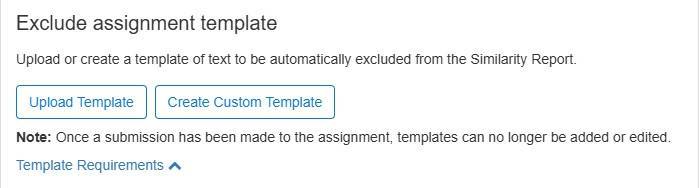 Exclude assignment template
Upload or create a template of text to be automatically excluded from the Similarity Report.
Upload Template Create Custom Template
Note: Once a submission has been made to the assignment, templates can no longer be added or edited.
Template Requirements